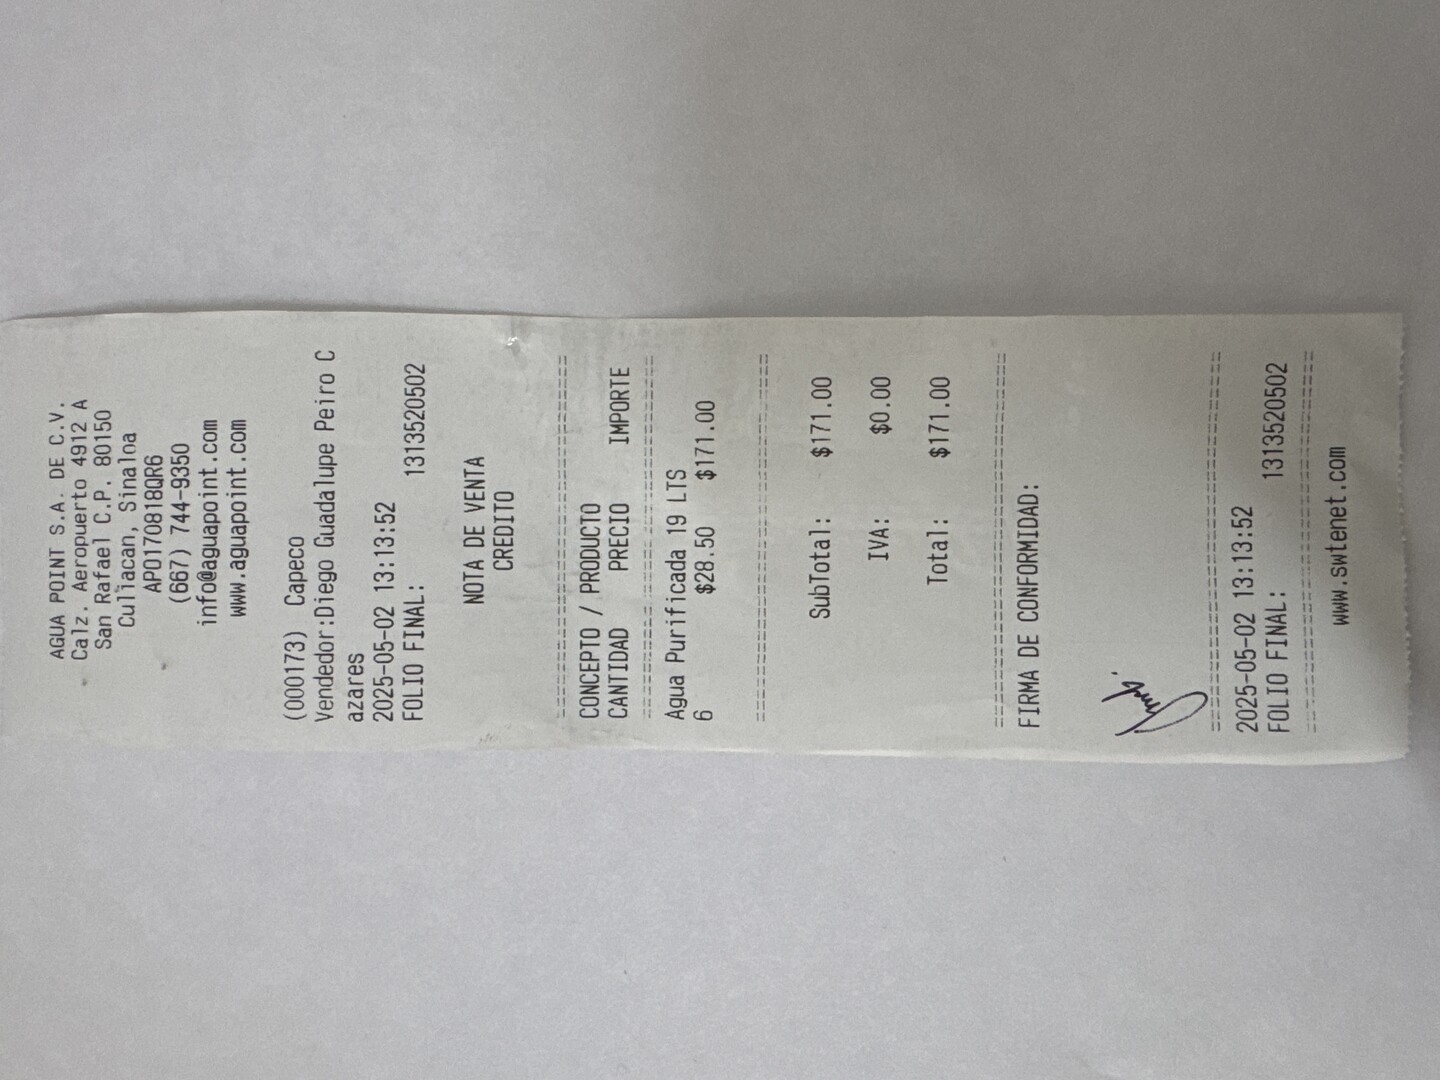 AGUA POINT S.A. DE C.V.
Calz. Aeropuerto 4912 A
San Rafael C.P. 80150
Culiacan, Sinaloa
APO170818QR6
(667) 744-9350
info@aguapoint.com
www.aguapoint.com
(000173) Capeco
Vendedor:Diego Guadalupe Peiro C
azares
2025-05-02 13:13:52
FOLIO FINAL: 1313520502
NOTA DE VENTA
CREDITO
CONCEPTO / PRODUCTO
CANTIDAD PRECIO IMPORTE
Agua Purificada 19 LTS
6 $28.50 $171.00
SubTotal: $171.00
IVA: $0.00
Total: $171.00
FIRMA DE CONFORMIDAD:
2025-05-02 13:13:52
FOLIO FINAL: 1313520502
www.swtenet.com